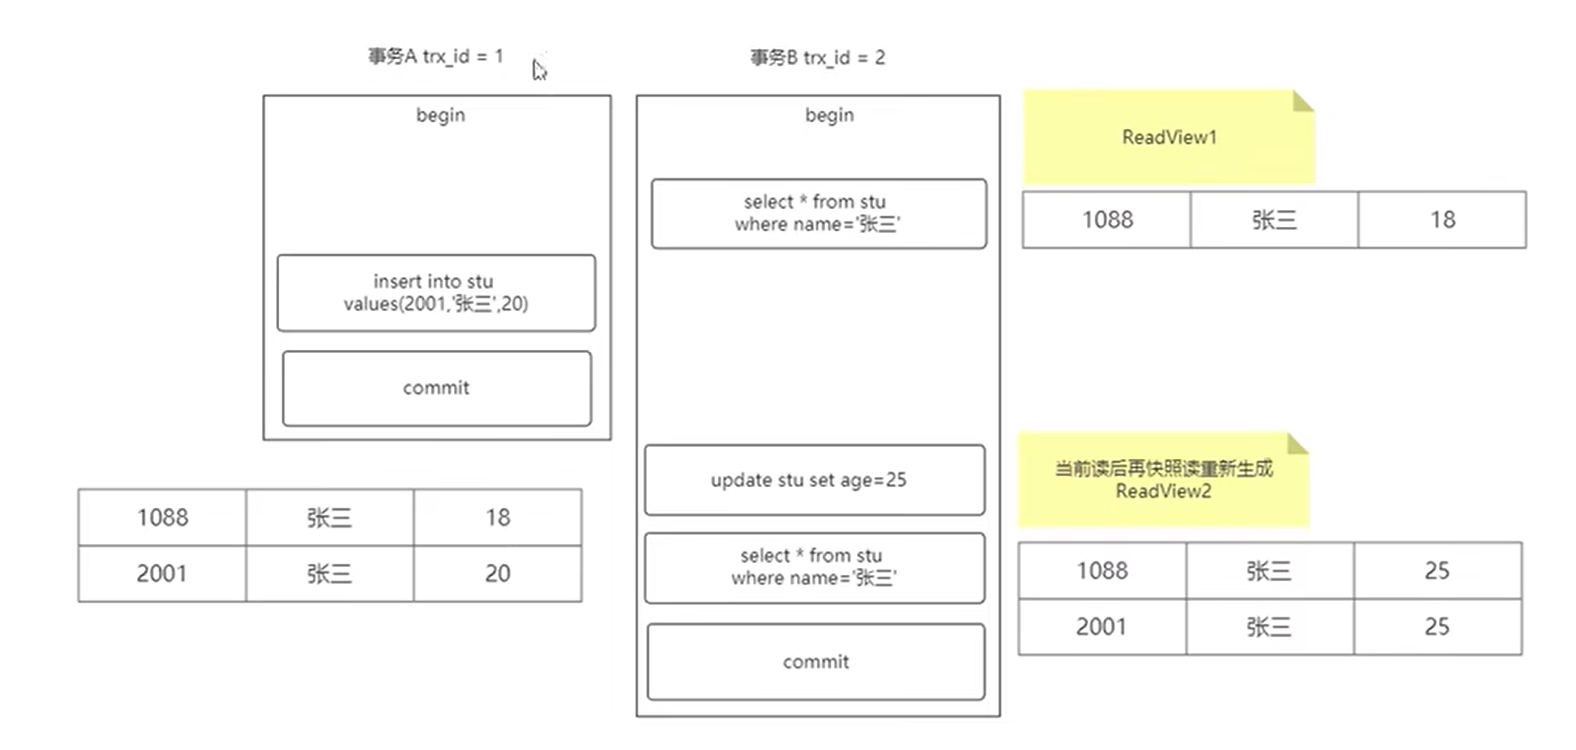 事务A trx_id = 1
事务B trx_id = 2
begin
begin
ReadView1
select * from stu
where name='张三'
1088 张三 18
insert into stu
values(2001,'张三',20)
commit
update stu set age=25
当前读后再快照读重新生成
ReadView2
1088 张三 18
2001 张三 20
select * from stu
where name='张三'
1088 张三 25
2001 张三 25
commit